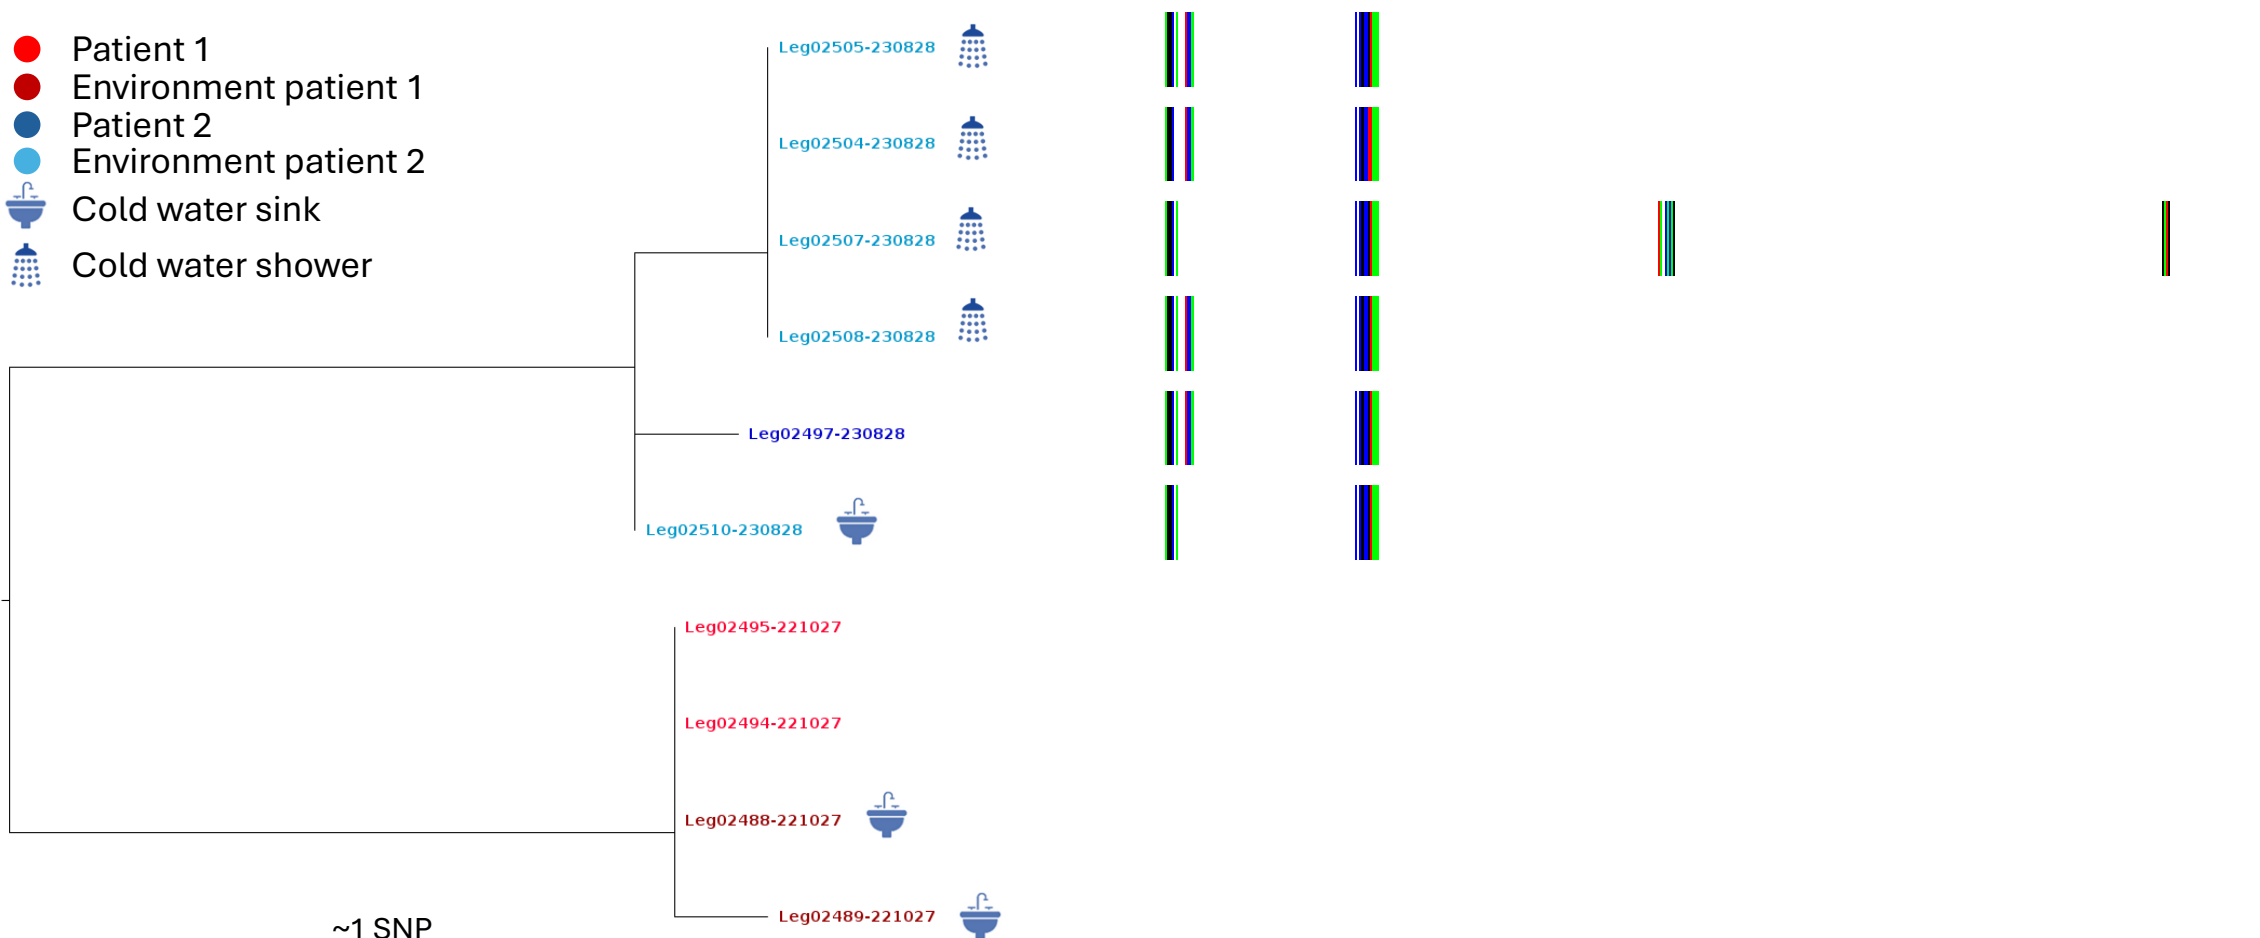 Patient 1
Environment patient 1
Patient 2
Environment patient 2
Cold water sink
Cold water shower
Leg02505-230828
Leg02504-230828
Leg02507-230828
Leg02508-230828
Leg02497-230828
Leg02510-230828
Leg02495-221027
Leg02494-221027
Leg02488-221027
Leg02489-221027
~1 SNP